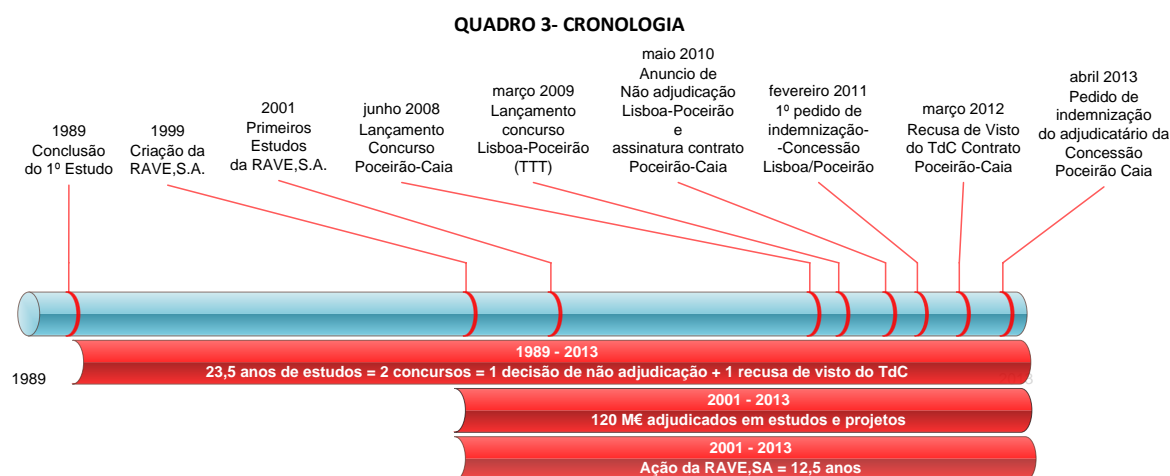 QUADRO 3- CRONOLOGIA
1989
Conclusão
do 1º Estudo
1999
Criação da
RAVE,S.A.
2001
Primeiros
Estudos
da RAVE,S.A.
junho 2008
Lançamento
Concurso
Poceirão-Caia
março 2009
Lançamento
concurso
Lisboa-Poceirão
(TTT)
maio 2010
Anuncio de
Não adjudicação
Lisboa-Poceirão
e
assinatura contrato
Poceirão-Caia
fevereiro 2011
1º pedido de
indemnização-
-Concessão
Lisboa/Poceirão
março 2012
Recusa de Visto
do TdC Contrato
Poceirão-Caia
abril 2013
Pedido de
indemnização
do adjudicatário da
Concessão
Poceirão Caia
1989
1989 - 2013
23,5 anos de estudos = 2 concursos = 1 decisão de não adjudicação + 1 recusa de visto do TdC
2001 - 2013
120 M€ adjudicados em estudos e projetos
2001 - 2013
Ação da RAVE,SA = 12,5 anos